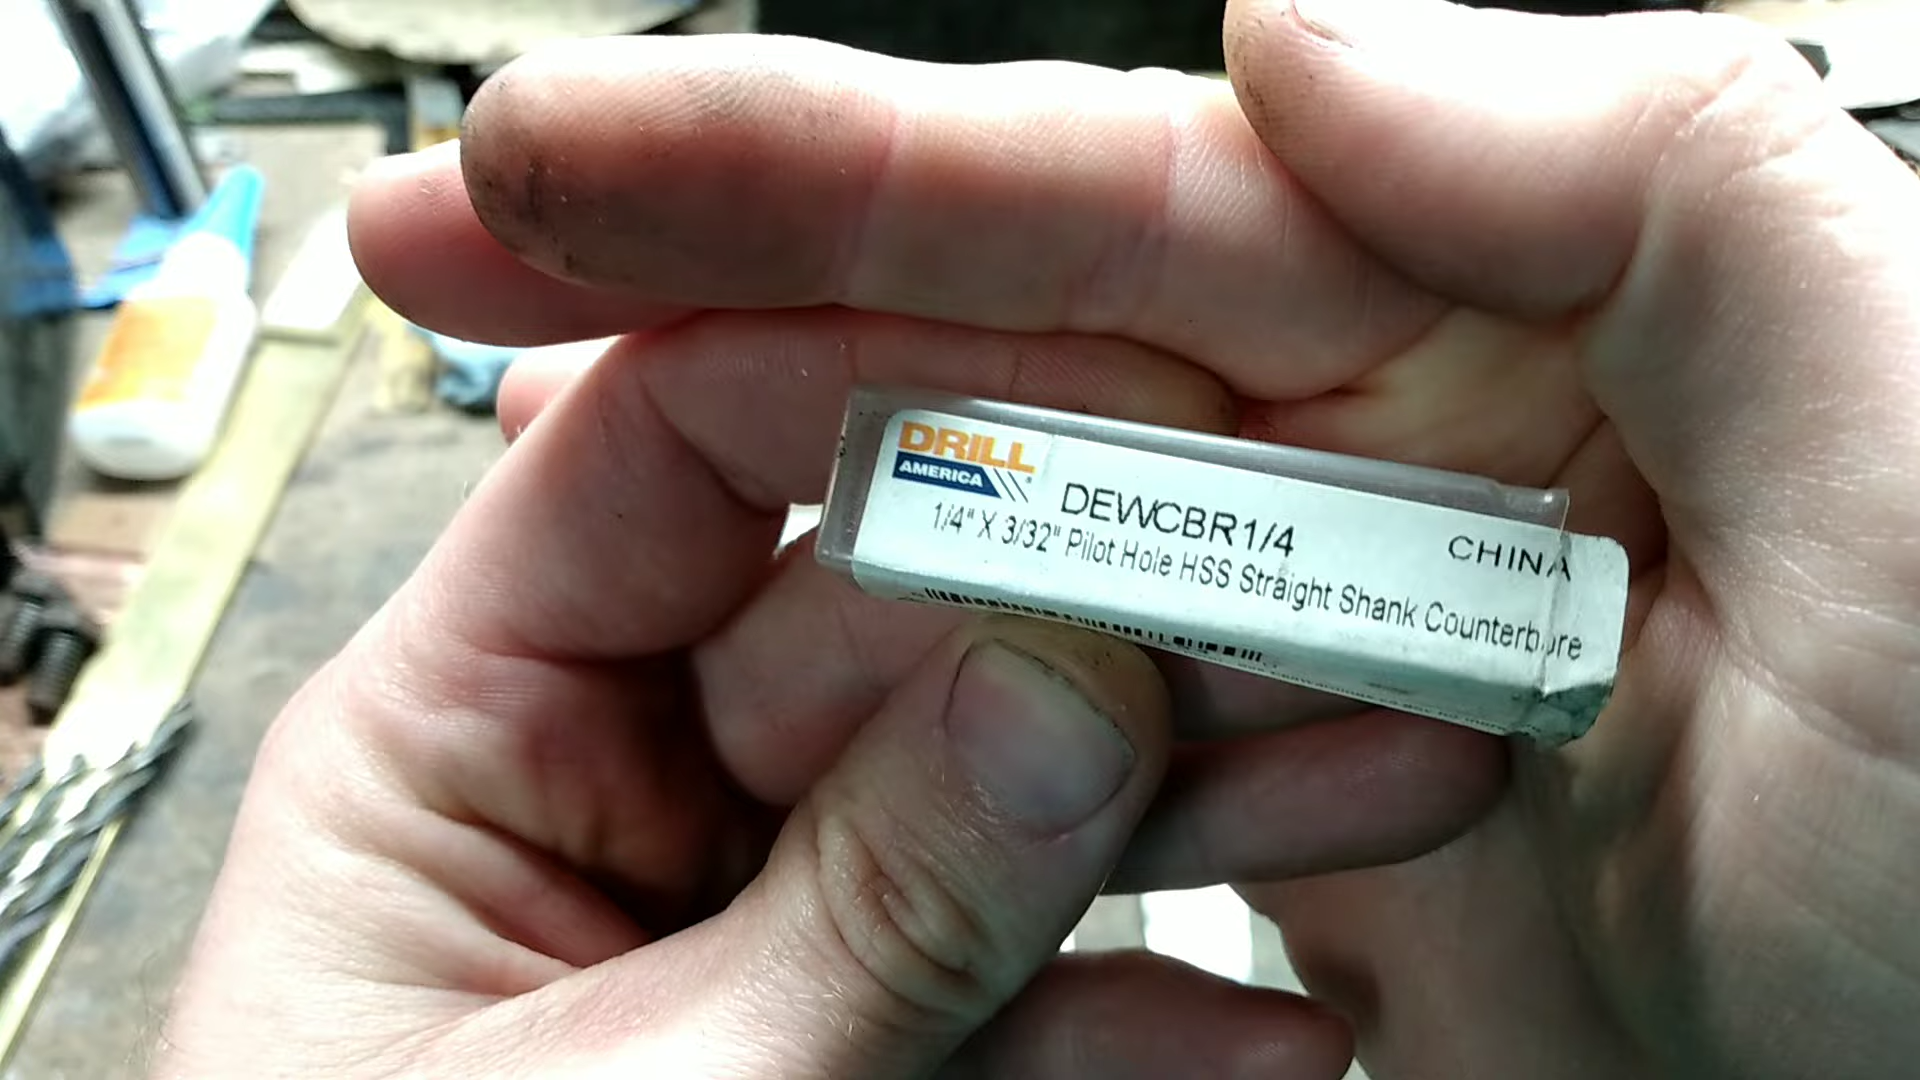 DRILL
AMERICA
DEWCBR1/4
CHINA
1/4" X 3/32" Pilot Hole HSS Straight Shank Counterbore